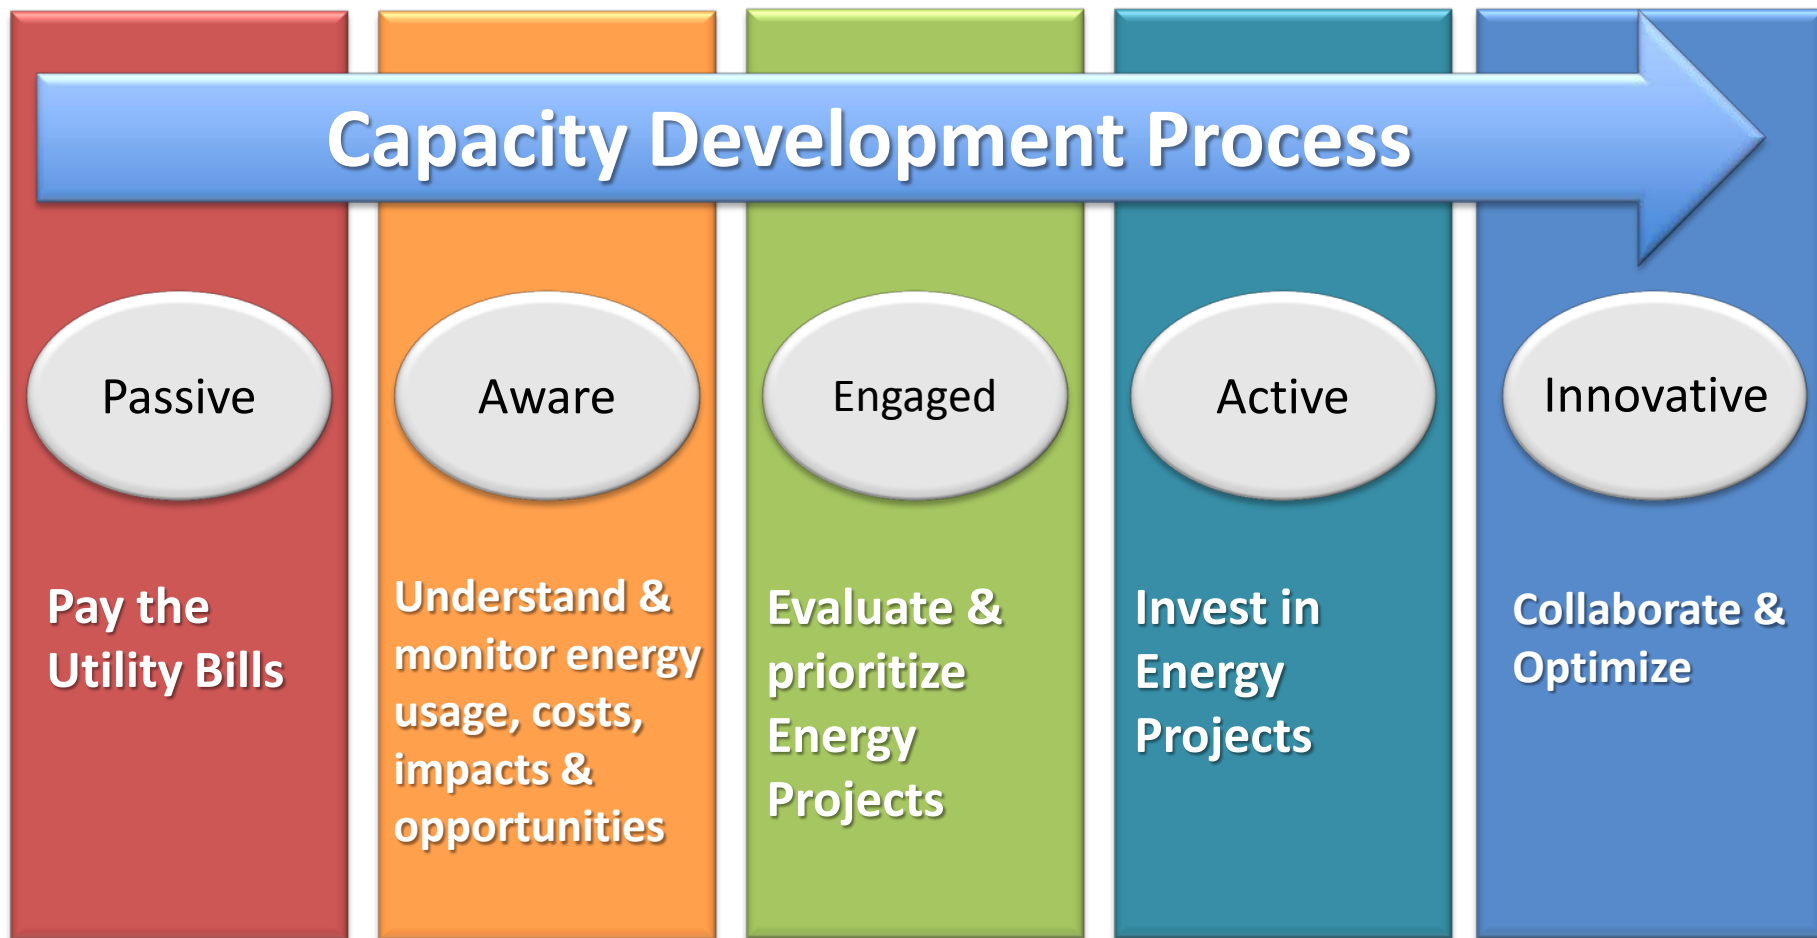 Capacity Development Process
Passive
Pay the
Utility Bills
Aware
Understand &
monitor energy
usage, costs,
impacts &
opportunities
Engaged
Evaluate &
prioritize
Energy
Projects
Active
Invest in
Energy
Projects
Innovative
Collaborate &
Optimize